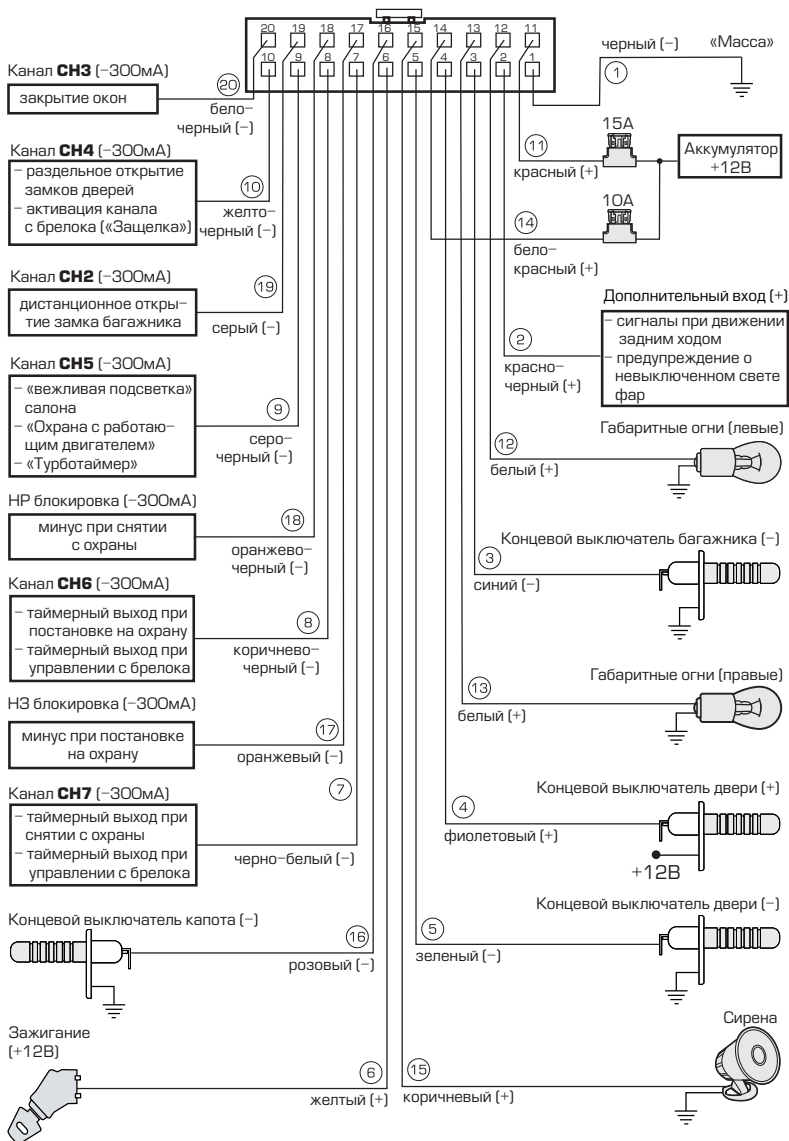 20 19 18 17 16 15 14 13 12 11
10 9 8 7 6 5 4 3 2 1
черный (–)
«Масса»
1
Канал CH3 (–300мА)
закрытие окон
20
бело–
черный (–)
15А
11
красный (+)
Аккумулятор
+12В
10А
14
бело–
красный (+)
Канал CH4 (–300мА)
– раздельное открытие
замков дверей
– активация канала
с брелока («Защелка»)
10
желто–
черный (–)
Канал CH2 (–300мА)
дистанционное откры–
тие замка багажника
19
серый (–)
Дополнительный вход (+)
– сигналы при движении
задним ходом
– предупреждение о
невыключенном свете
фар
2
красно–
черный (+)
Канал CH5 (–300мА)
– «вежливая подсветка»
салона
– «Охрана с работаю–
щим двигателем»
– «Турботаймер»
9
серо–
черный (–)
Габаритные огни (левые)
12
белый (+)
НР блокировка (–300мА)
минус при снятии
с охраны
18
оранжево–
черный (–)
Концевой выключатель багажника (–)
3
синий (–)
Канал CH6 (–300мА)
– таймерный выход при
постановке на охрану
– таймерный выход при
управлении с брелока
8
коричнево–
черный (–)
Габаритные огни (правые)
13
белый (+)
НЗ блокировка (–300мА)
минус при постановке
на охрану
17
оранжевый (–)
Канал CH7 (–300мА)
– таймерный выход при
снятии с охраны
– таймерный выход при
управлении с брелока
7
черно–белый (–)
Концевой выключатель двери (+)
4
фиолетовый (+)
+12В
Концевой выключатель капота (–)
16
розовый (–)
Концевой выключатель двери (–)
5
зеленый (–)
Зажигание
(+12В)
6
желтый (+)
Сирена
15
коричневый (+)